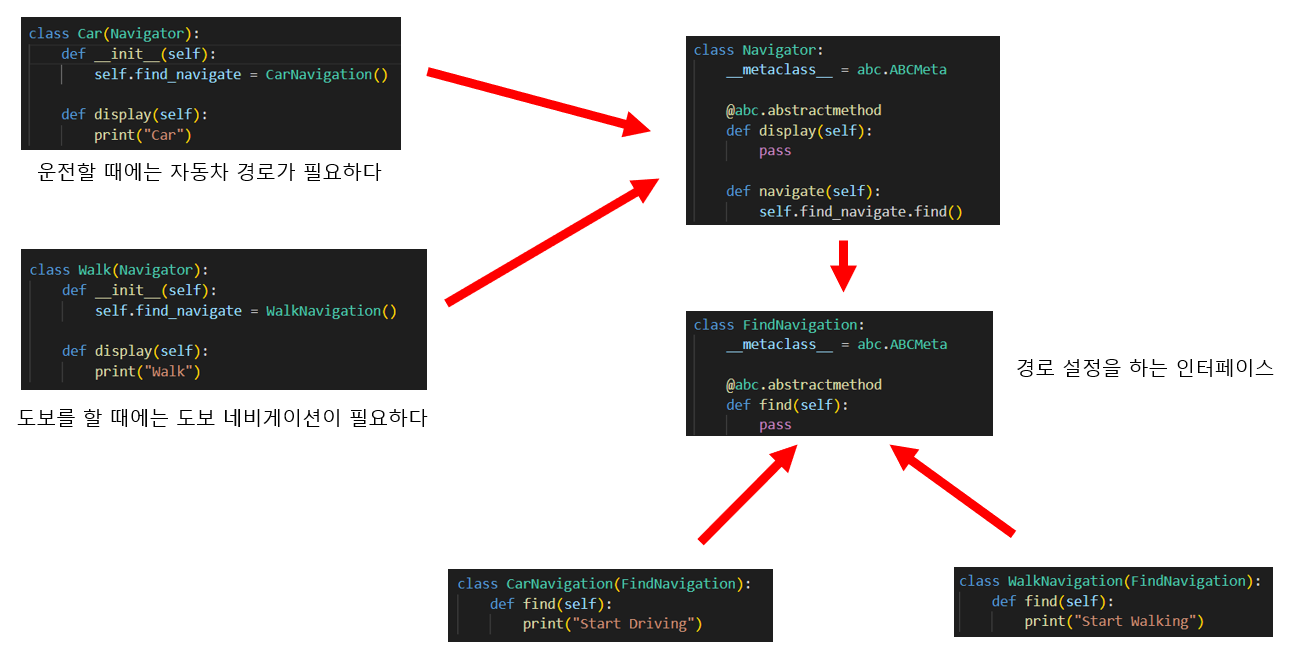 class Car(Navigator):
    def __init__(self):
        self.find_navigate = CarNavigation()
    def display(self):
        print("Car")
운전할 때에는 자동차 경로가 필요하다
class Walk(Navigator):
    def __init__(self):
        self.find_navigate = WalkNavigation()
    def display(self):
        print("Walk")
도보를 할 때에는 도보 네비게이션이 필요하다
class Navigator:
    __metaclass__ = abc.ABCMeta
    @abc.abstractmethod
    def display(self):
        pass
    def navigate(self):
        self.find_navigate.find()
class FindNavigation:
    __metaclass__ = abc.ABCMeta
    @abc.abstractmethod
    def find(self):
        pass
경로 설정을 하는 인터페이스
class CarNavigation(FindNavigation):
    def find(self):
        print("Start Driving")
class WalkNavigation(FindNavigation):
    def find(self):
        print("Start Walking")